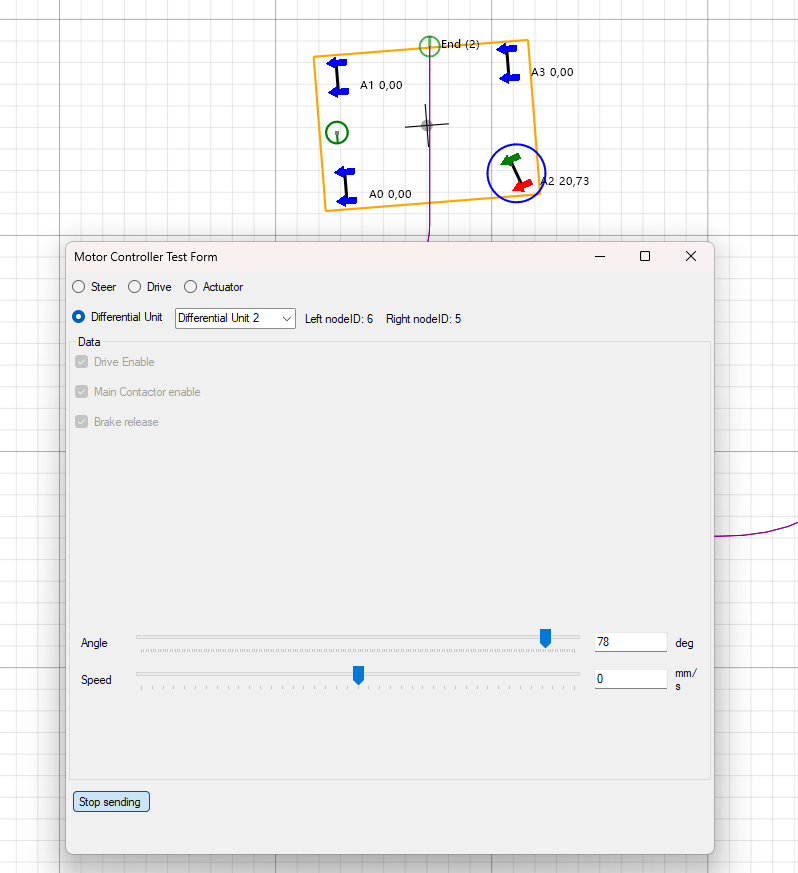 End (2)
A3 0,00
A1 0,00
A2 20,73
A0 0,00
Motor Controller Test Form
Steer Drive Actuator
Differential Unit Differential Unit 2 Left nodeID: 6 Right nodeID: 5
Data
Drive Enable
Main Contactor enable
Brake release
Angle 78 deg
Speed 0 mm/
s
Stop sending